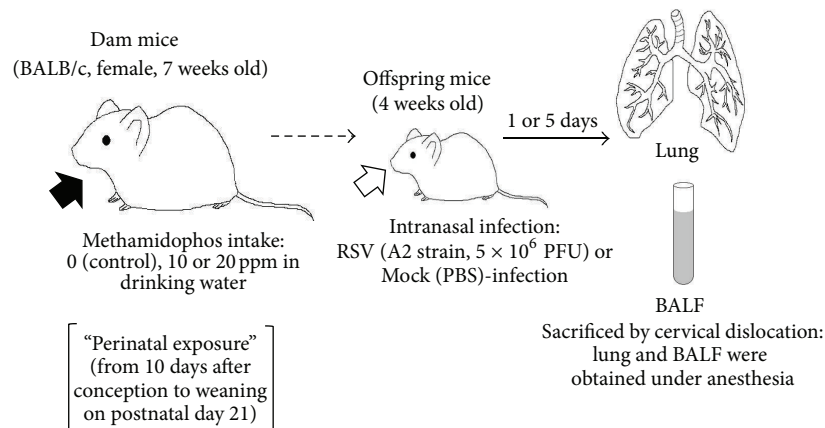 Dam mice
(BALB/c, female, 7 weeks old)
Methamidophos intake:
0 (control), 10 or 20 ppm in
drinking water
"Perinatal exposure"
(from 10 days after
conception to weaning
on postnatal day 21)
Offspring mice
(4 weeks old)
Intranasal infection:
RSV (A2 strain, 5 × 10⁶ PFU) or
Mock (PBS)-infection
1 or 5 days
Lung
BALF
Sacrificed by cervical dislocation:
lung and BALF were
obtained under anesthesia